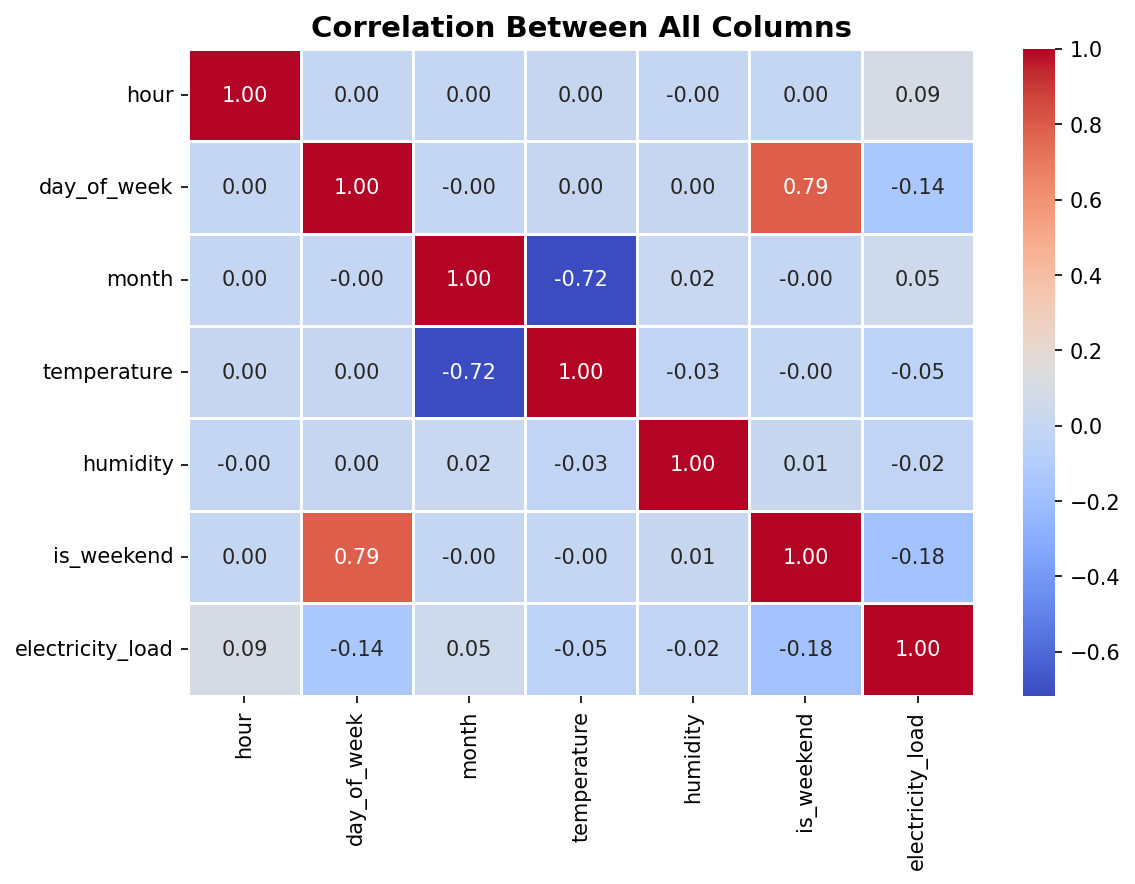 Correlation Between All Columns
hour 1.00 0.00 0.00 0.00 -0.00 0.00 0.09
day_of_week 0.00 1.00 -0.00 0.00 0.00 0.79 -0.14
month 0.00 -0.00 1.00 -0.72 0.02 -0.00 0.05
temperature 0.00 0.00 -0.72 1.00 -0.03 -0.00 -0.05
humidity -0.00 0.00 0.02 -0.03 1.00 0.01 -0.02
is_weekend 0.00 0.79 -0.00 -0.00 0.01 1.00 -0.18
electricity_load 0.09 -0.14 0.05 -0.05 -0.02 -0.18 1.00
hour
day_of_week
month
temperature
humidity
is_weekend
electricity_load
1.0
0.8
0.6
0.4
0.2
0.0
−0.2
−0.4
−0.6